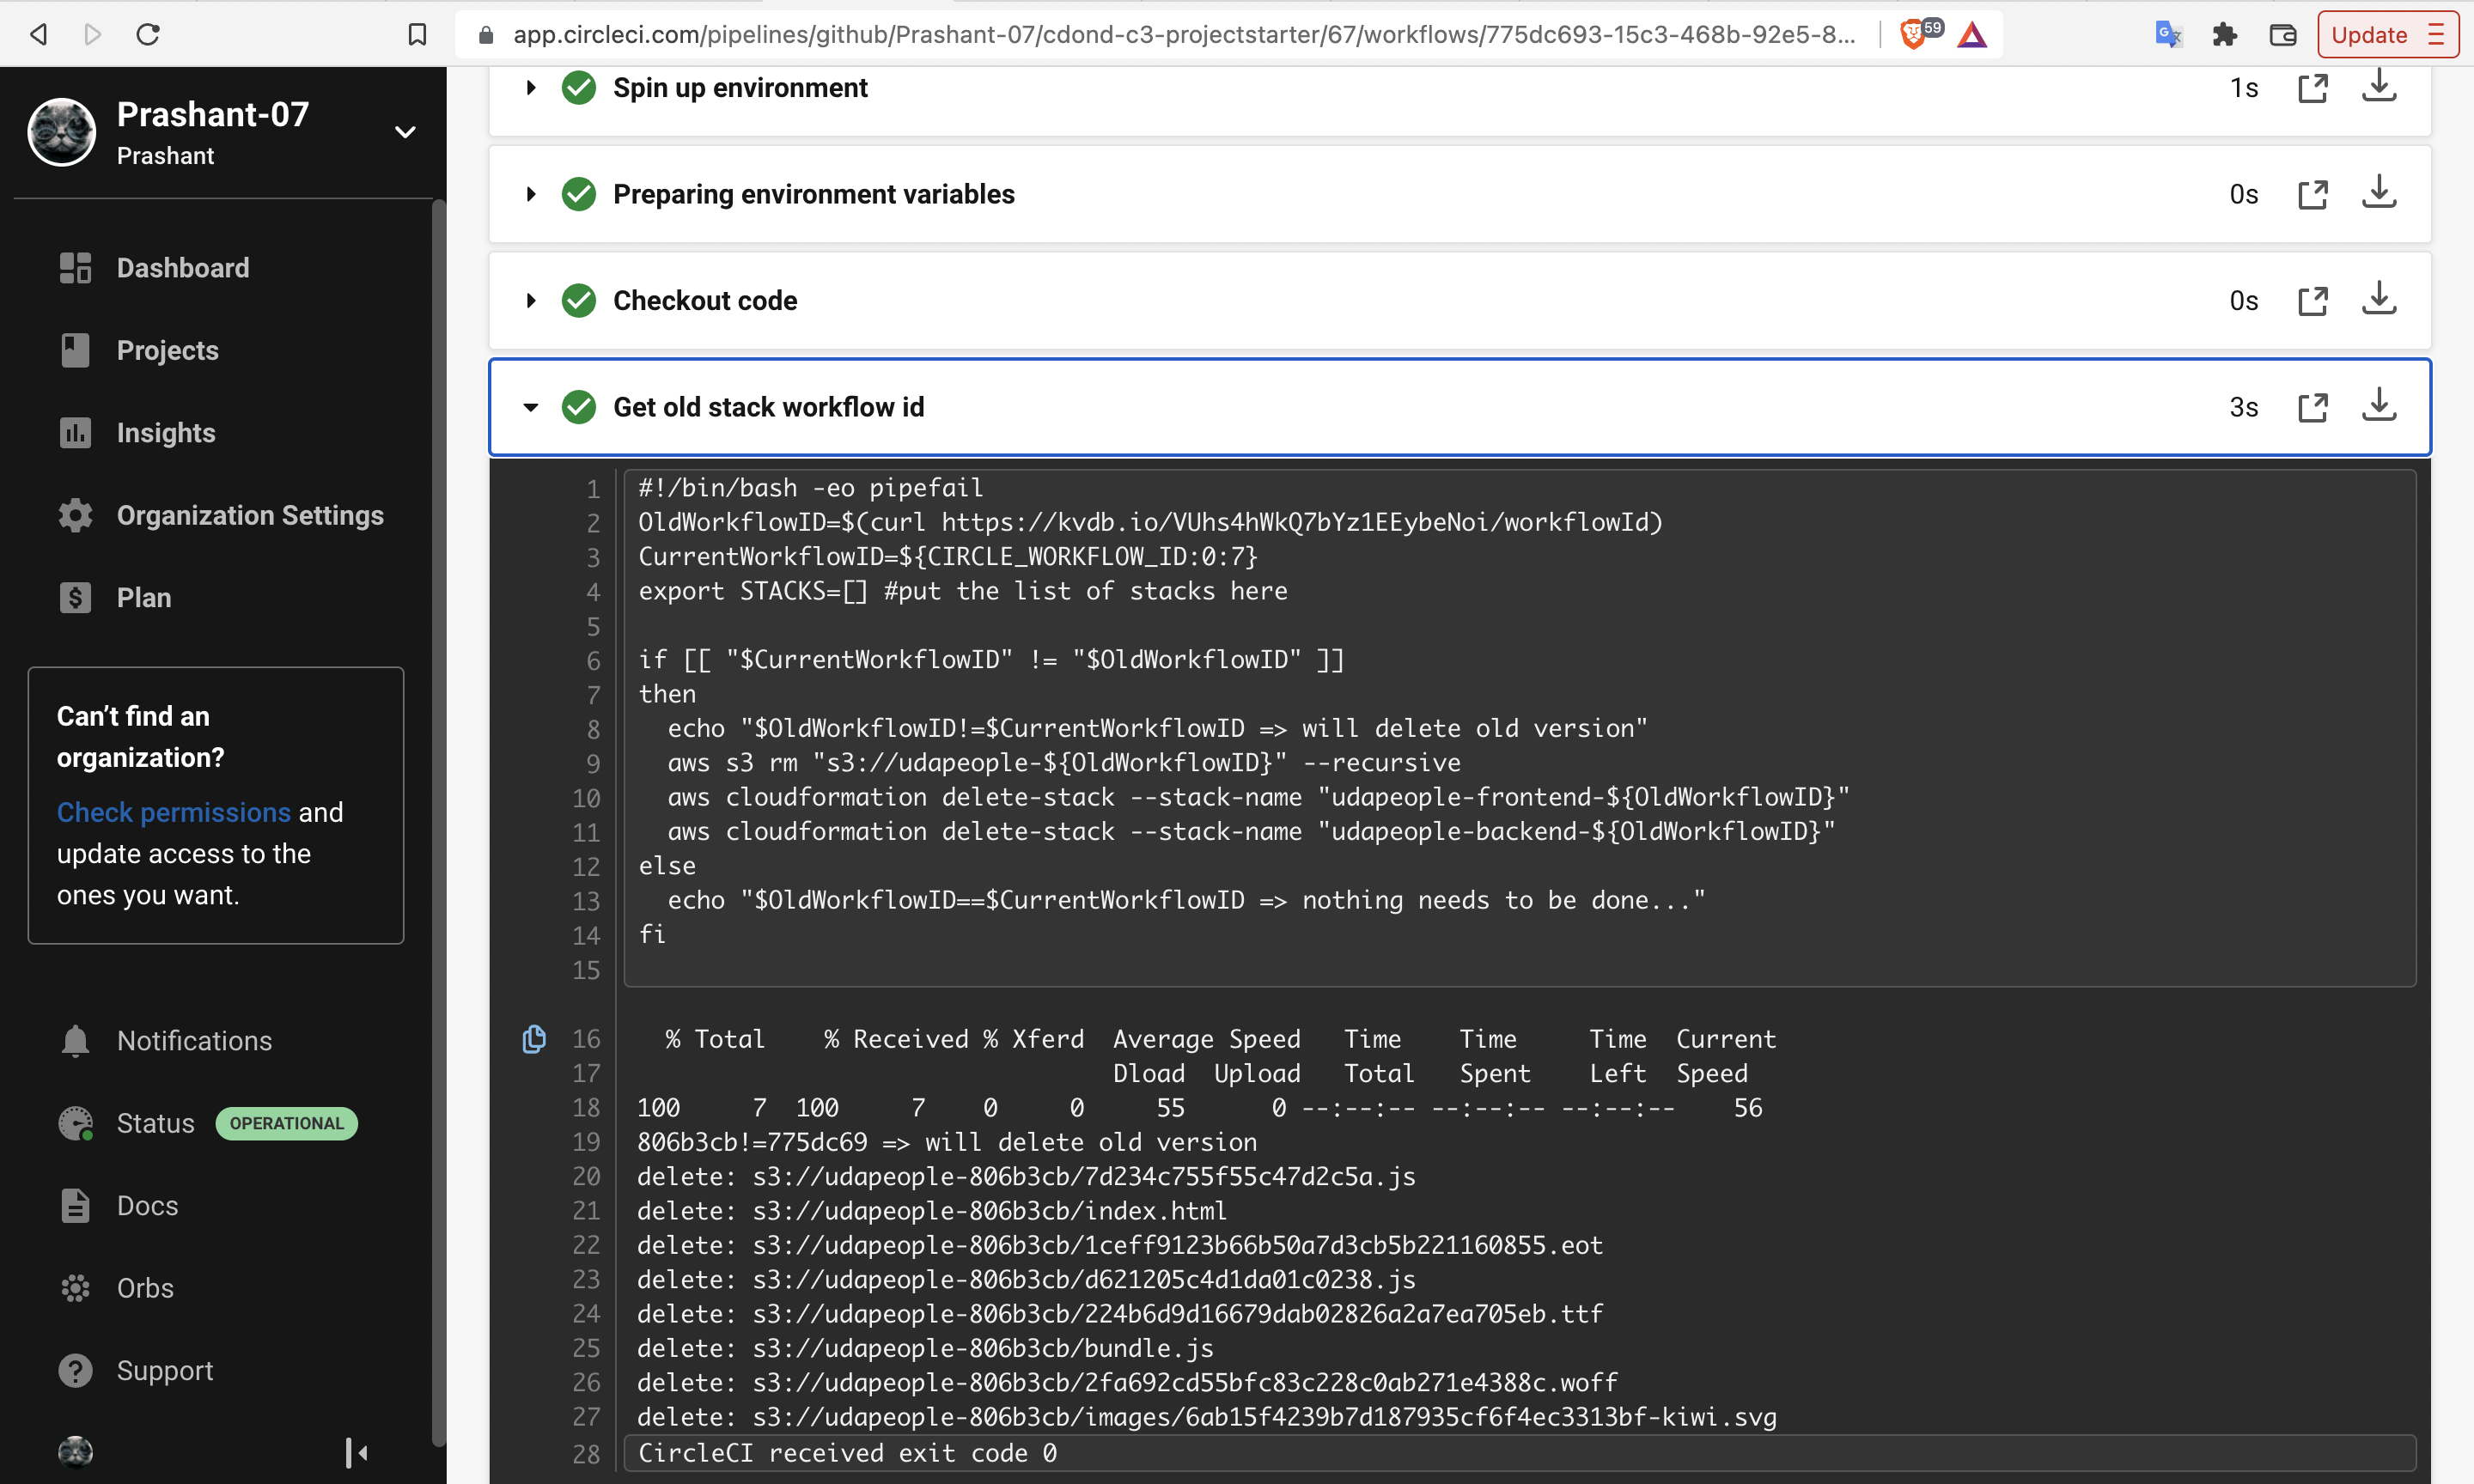 app.circleci.com/pipelines/github/Prashant-07/cdond-c3-projectstarter/67/workflows/775dc693-15c3-468b-92e5-8...
59
Update
Prashant-07
Prashant
Dashboard
Projects
Insights
Organization Settings
Plan
Can’t find an
organization?
Check permissions and
update access to the
ones you want.
Notifications
Status OPERATIONAL
Docs
Orbs
Support
Spin up environment 1s
Preparing environment variables 0s
Checkout code 0s
Get old stack workflow id 3s
1 #!/bin/bash -eo pipefail
2 OldWorkflowID=$(curl https://kvdb.io/VUhs4hWkQ7bYz1EEybeNoi/workflowId)
3 CurrentWorkflowID=${CIRCLE_WORKFLOW_ID:0:7}
4 export STACKS=[] #put the list of stacks here
5
6 if [[ "$CurrentWorkflowID" != "$OldWorkflowID" ]]
7 then
8   echo "$OldWorkflowID!=$CurrentWorkflowID => will delete old version"
9   aws s3 rm "s3://udapeople-${OldWorkflowID}" --recursive
10   aws cloudformation delete-stack --stack-name "udapeople-frontend-${OldWorkflowID}"
11   aws cloudformation delete-stack --stack-name "udapeople-backend-${OldWorkflowID}"
12 else
13   echo "$OldWorkflowID==$CurrentWorkflowID => nothing needs to be done..."
14 fi
15
16   % Total    % Received % Xferd  Average Speed   Time    Time     Time  Current
17                                  Dload  Upload   Total   Spent    Left  Speed
18 100     7  100     7    0     0     55      0 --:--:-- --:--:-- --:--:--    56
19 806b3cb!=775dc69 => will delete old version
20 delete: s3://udapeople-806b3cb/7d234c755f55c47d2c5a.js
21 delete: s3://udapeople-806b3cb/index.html
22 delete: s3://udapeople-806b3cb/1ceff9123b66b50a7d3cb5b221160855.eot
23 delete: s3://udapeople-806b3cb/d621205c4d1da01c0238.js
24 delete: s3://udapeople-806b3cb/224b6d9d16679dab02826a2a7ea705eb.ttf
25 delete: s3://udapeople-806b3cb/bundle.js
26 delete: s3://udapeople-806b3cb/2fa692cd55bfc83c228c0ab271e4388c.woff
27 delete: s3://udapeople-806b3cb/images/6ab15f4239b7d187935cf6f4ec3313bf-kiwi.svg
28 CircleCI received exit code 0